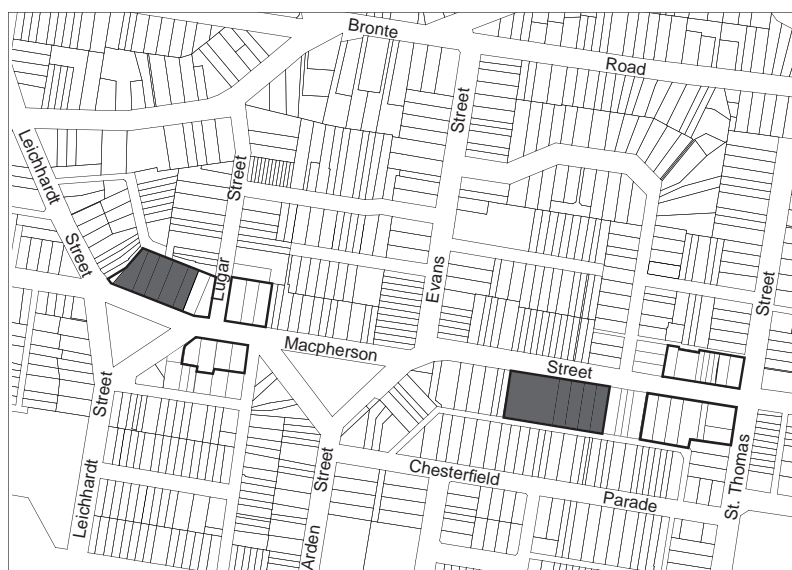 Bronte
Road
Street
Leichhardt
Street
Street
Lugar
Evans
Street
Macpherson
Street
Street
Leichhardt
Street
Arden
Chesterfield
Parade
St. Thomas